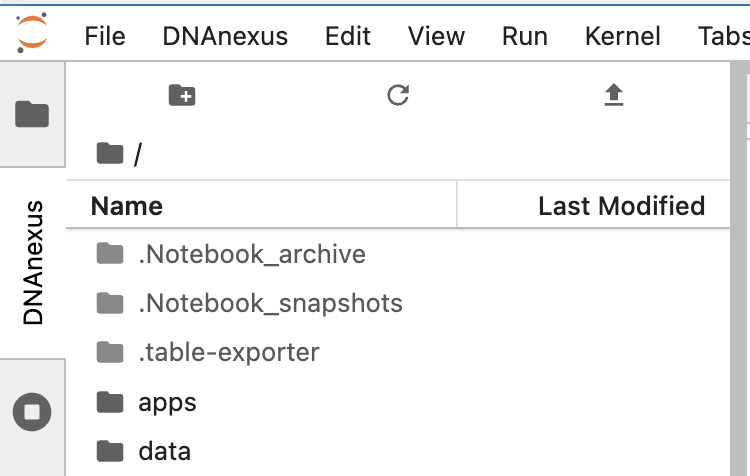 File DNAnexus Edit View Run Kernel Tabs
/
Name Last Modified
.Notebook_archive
.Notebook_snapshots
.table-exporter
apps
data
DNAnexus